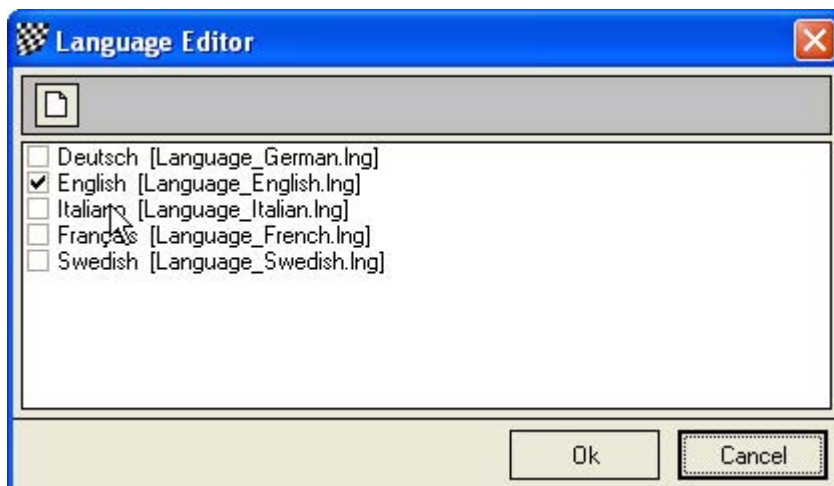 Language Editor
Deutsch [Language_German.lng]
English [Language_English.lng]
Italiano [Language_Italian.lng]
Français [Language_French.lng]
Swedish [Language_Swedish.lng]
Ok Cancel